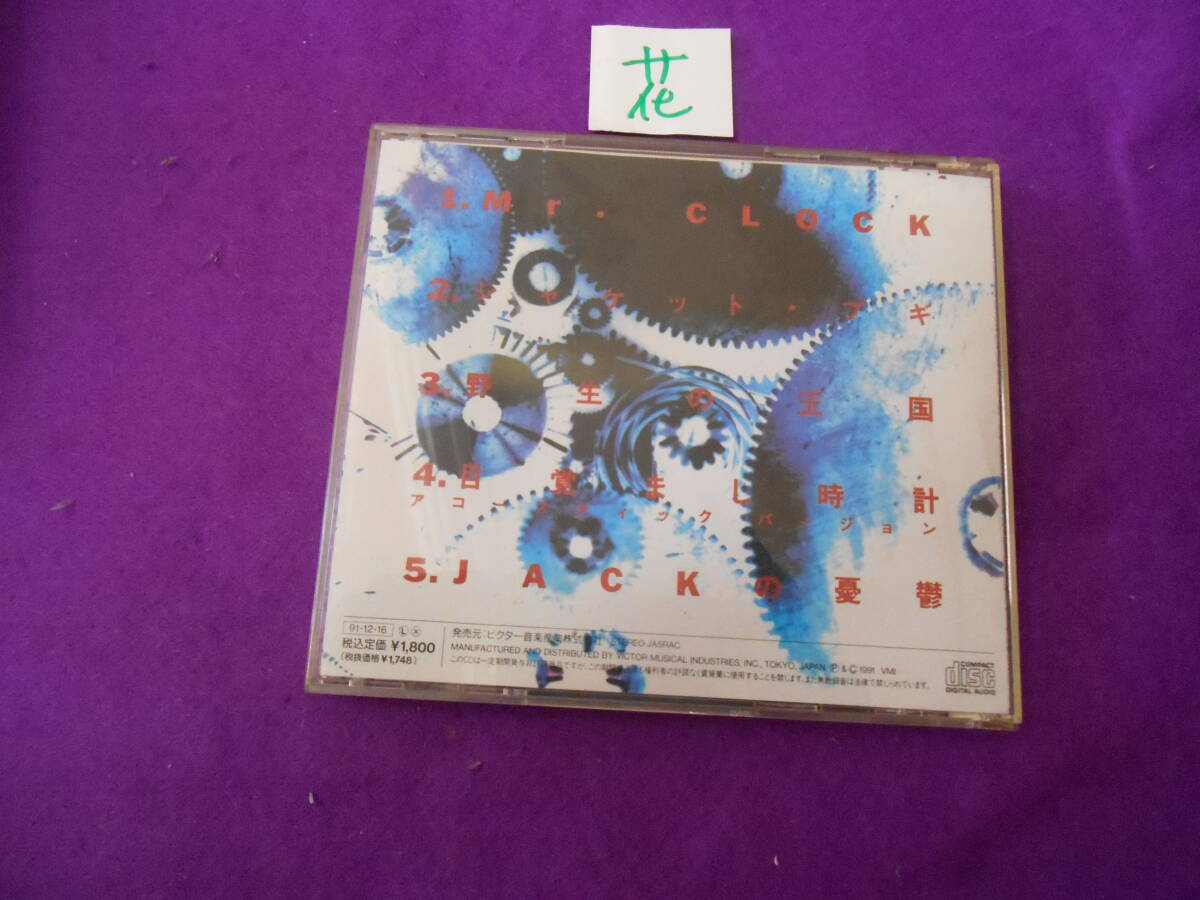 花
1. Mr. CLOCK
2. ジャケット・アギ
3. 野生の王国
4. 目覚まし時計
アコースティックバージョン
5. JACKの憂鬱
91・12・16 Ⓛ ⓧ
税込定価 ¥1,800
(税抜価格 ¥1,748)
発売元:ビクター音楽産業株式会社 STEREO JASRAC
MANUFACTURED AND DISTRIBUTED BY VICTOR MUSICAL INDUSTRIES, INC., TOKYO, JAPAN. Ⓟ & © 1991 VMI
COMPACT
disc
DIGITAL AUDIO